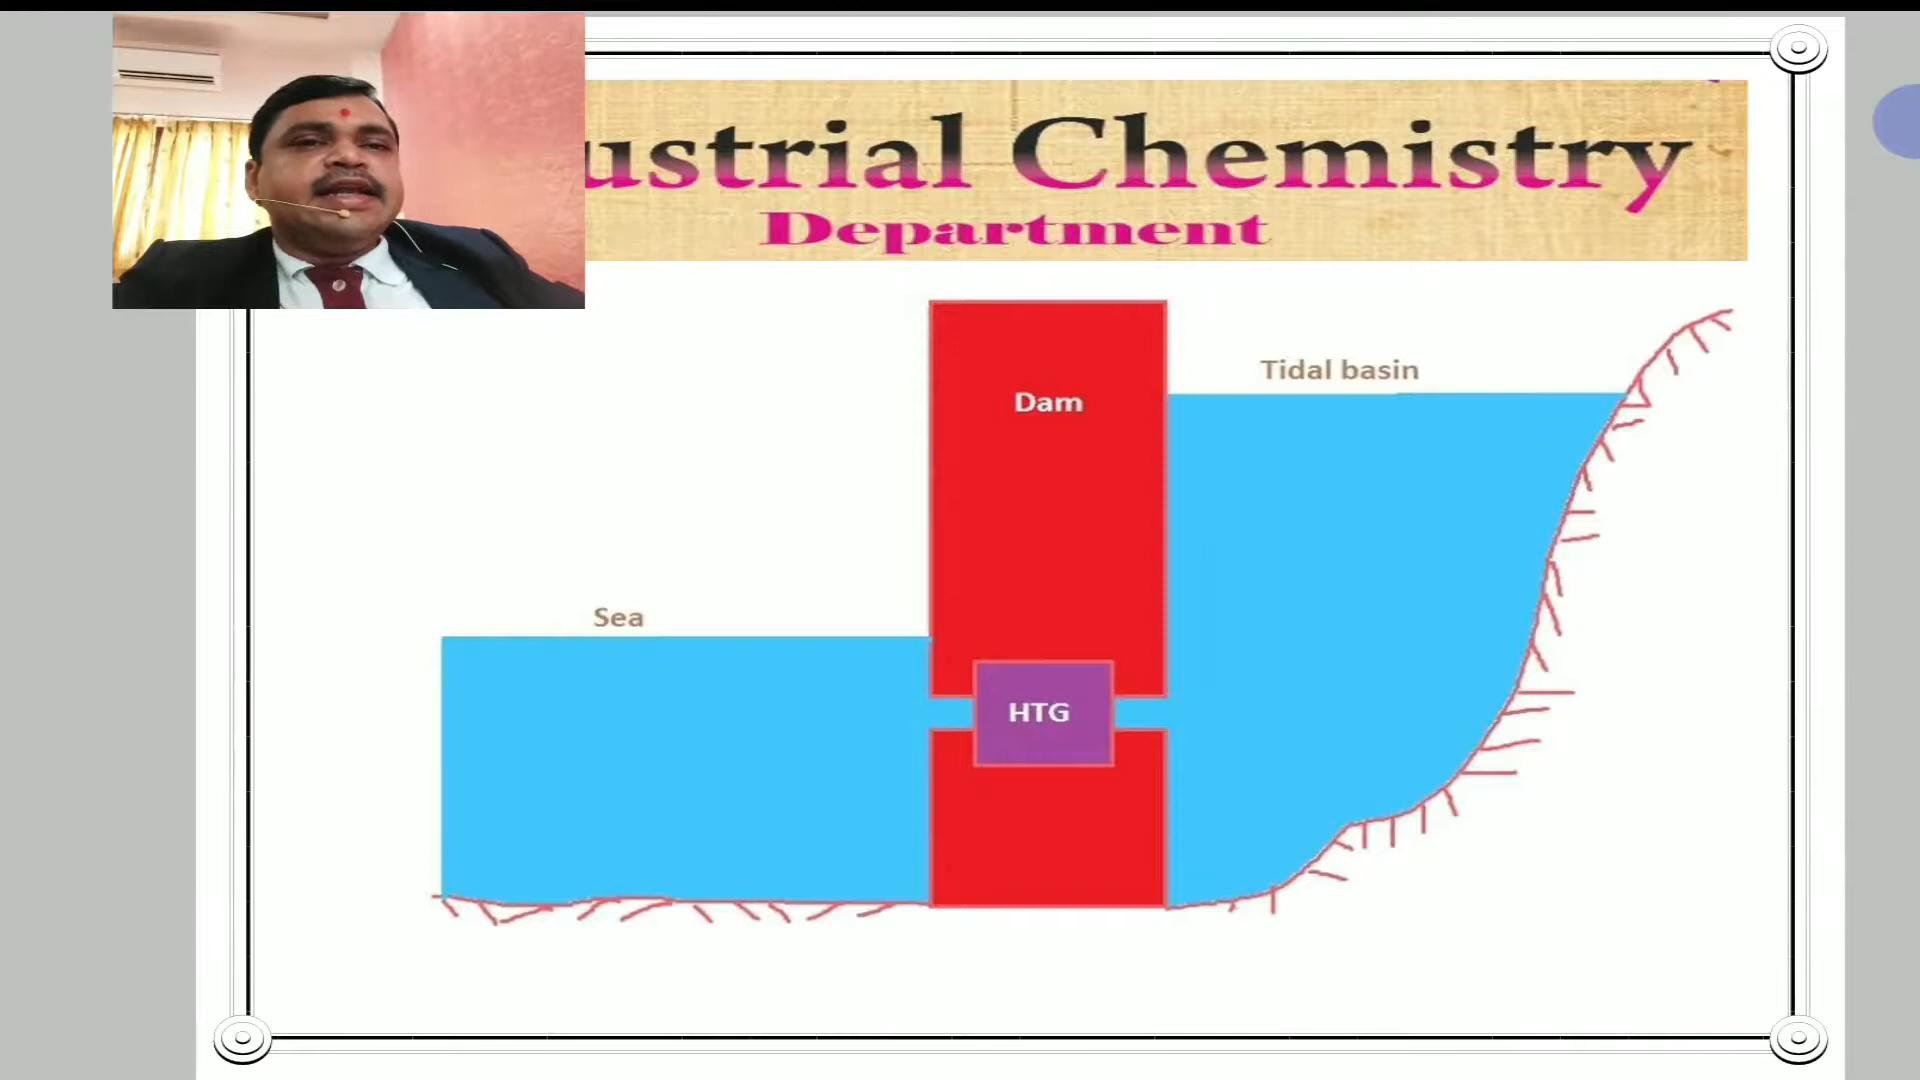 ustrial Chemistry
Department
Tidal basin
Dam
Sea
HTG